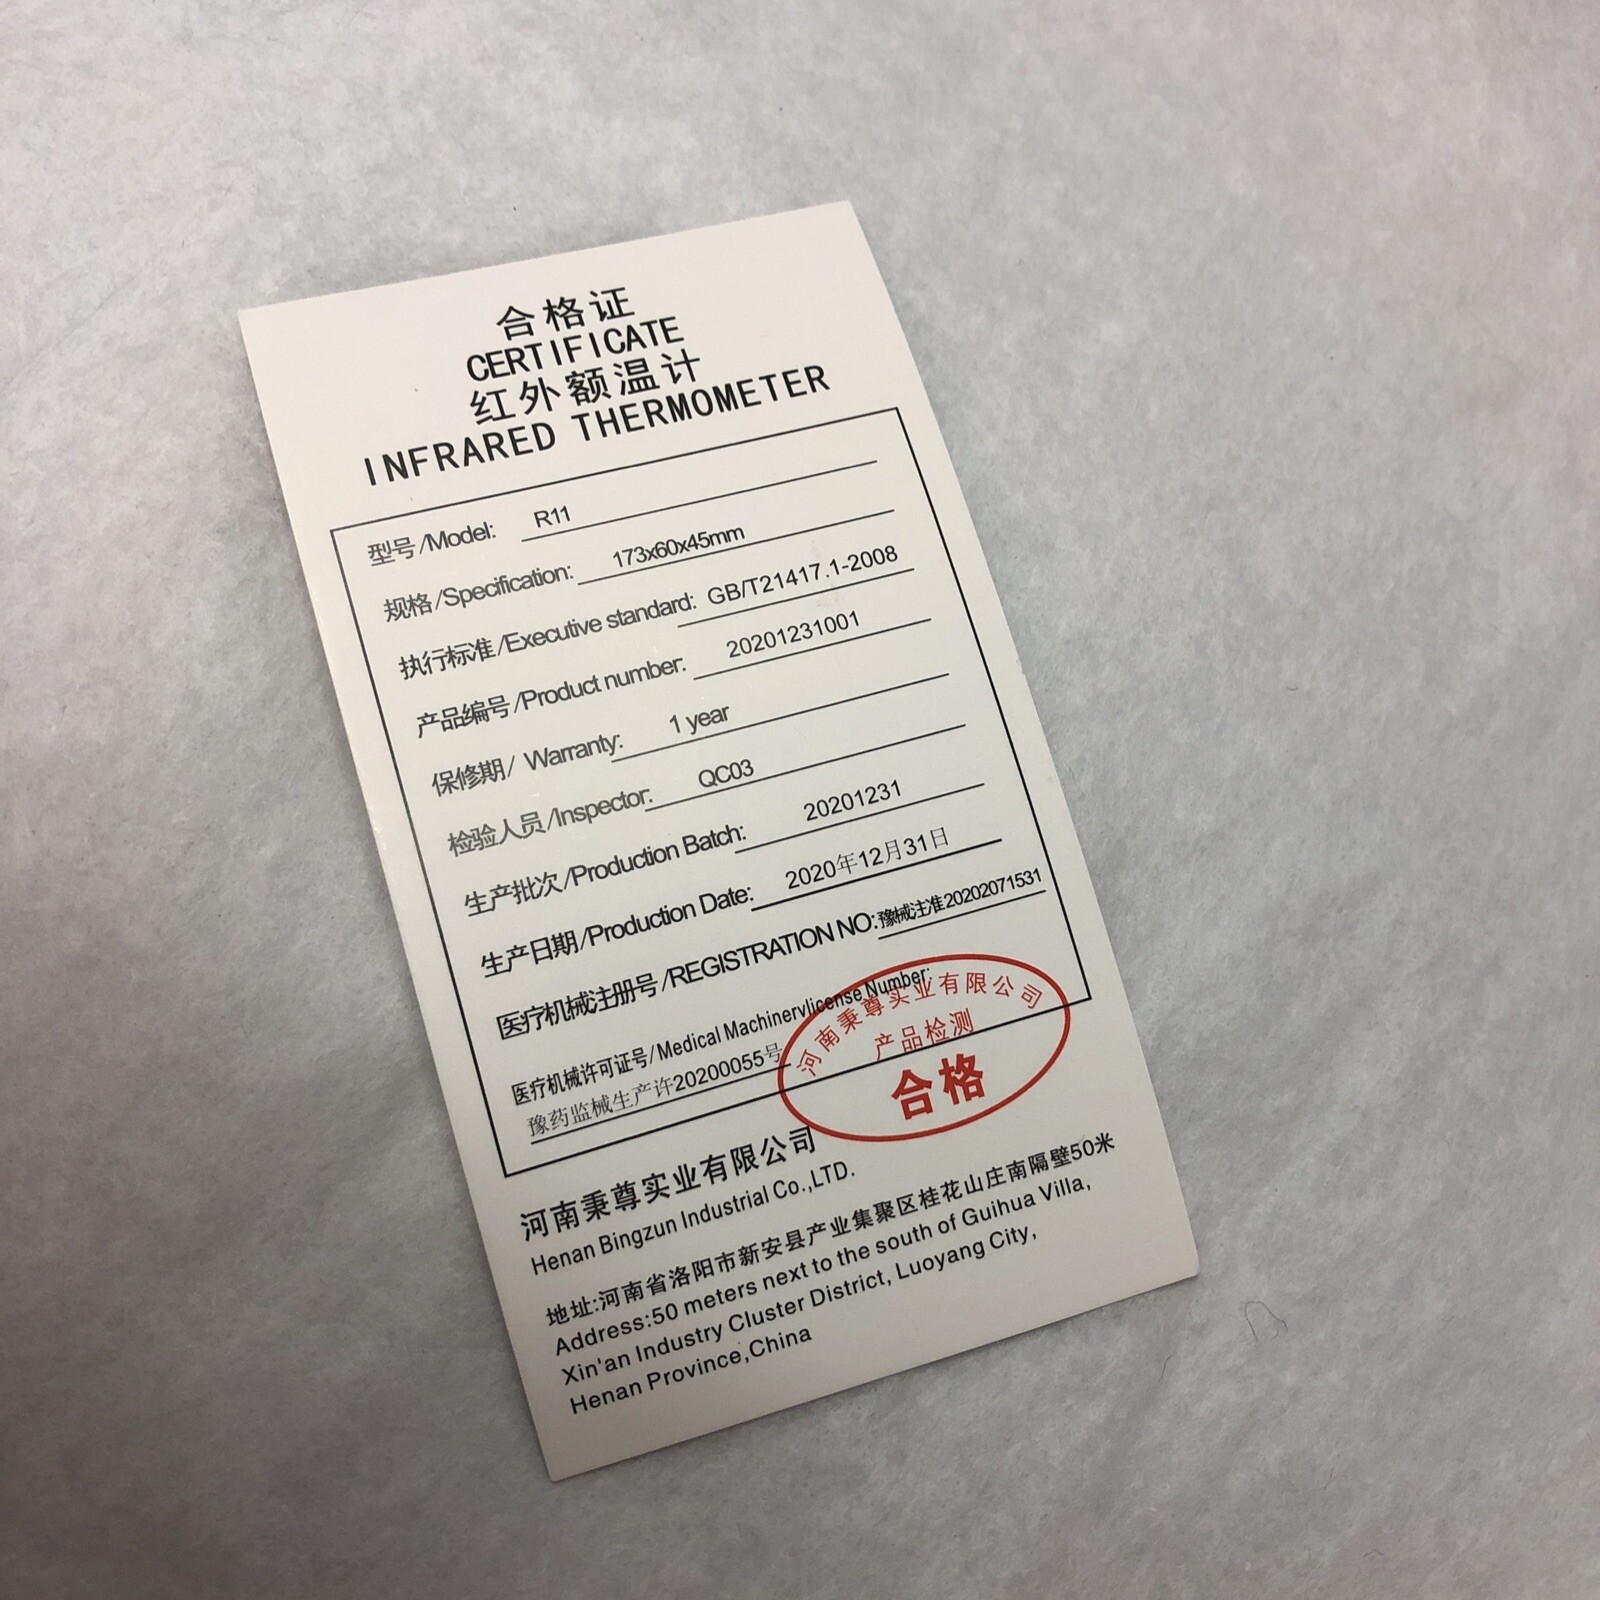 合格证
CERTIFICATE
红外额温计
INFRARED THERMOMETER
型号/Model: R11
规格/Specification: 173x60x45mm
执行标准/Executive standard: GB/T21417.1-2008
产品编号/Product number: 20201231001
保修期/ Warranty: 1 year
检验人员/Inspector: QC03
生产批次/Production Batch: 20201231
生产日期/Production Date: 2020年12月31日
医疗机械注册号/REGISTRATION NO: 豫械注准20202071531
医疗机械许可证号/Medical Machinerylicense Number:
豫药监械生产许20200055号
河南秉尊实业有限公司
产品检测
合格
河南秉尊实业有限公司
Henan Bingzun Industrial Co.,LTD.
地址:河南省洛阳市新安县产业集聚区桂花山庄南隔壁50米
Address:50 meters next to the south of Guihua Villa,
Xin'an Industry Cluster District, Luoyang City,
Henan Province,China